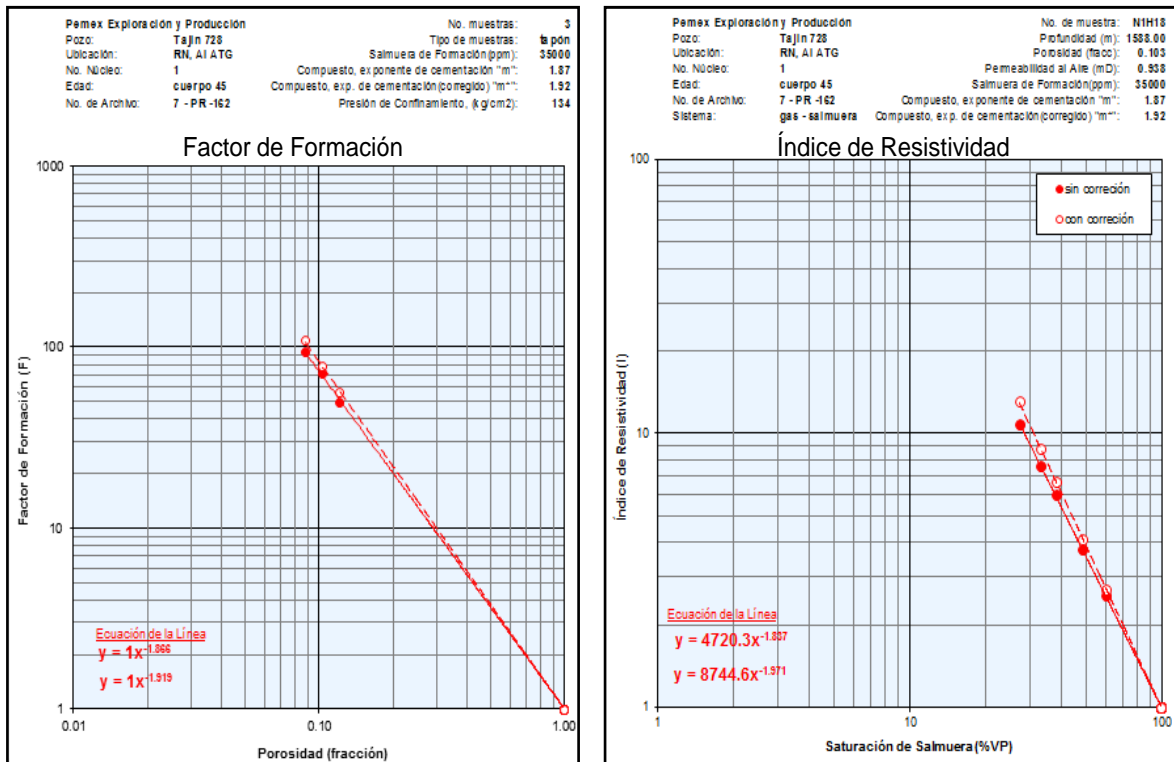 Pemex Exploración y Producción No. muestras: 3
Pozo: Tajin 728 Tipo de muestras: tapón
Ubicación: RN, AI ATG Salmuera de Formación(ppm): 35000
No. Núcleo: 1 Compuesto, exponente de cementación "m": 1.87
Edad: cuerpo 45 Compuesto, exp. de cementación(corregido) "m*": 1.92
No. de Archivo: 7 - PR -162 Presión de Confinamiento, (kg/cm2): 134
Factor de Formación
1000
100
10
1
Factor de Formación (F)
Ecuación de la Línea
y = 1x-1.866
y = 1x-1.919
0.01 0.10 1.00
Porosidad (fracción)
Pemex Exploración y Producción No. de muestra: N1H18
Pozo: Tajin 728 Profundidad (m): 1588.00
Ubicación: RN, AI ATG Porosidad (fracc): 0.103
No. Núcleo: 1 Permeabilidad al Aire (mD): 0.938
Edad: cuerpo 45 Salmuera de Formación(ppm): 35000
No. de Archivo: 7 - PR -162 Compuesto, exponente de cementación "m": 1.87
Sistema: gas - salmuera Compuesto, exp. de cementación(corregido) "m*": 1.92
Índice de Resistividad
100
10
1
Índice de Resistividad (I)
sin correción
con correción
Ecuación de la Línea
y = 4720.3x-1.837
y = 8744.6x-1.971
1 10 100
Saturación de Salmuera(%VP)